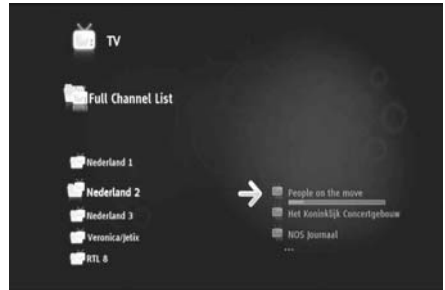 TV
Full Channel List
Nederland 1
Nederland 2
Nederland 3
Veronica/Jetix
RTL 8
People on the move
Het Koninklijk Concertgebouw
NOS Journaal
...